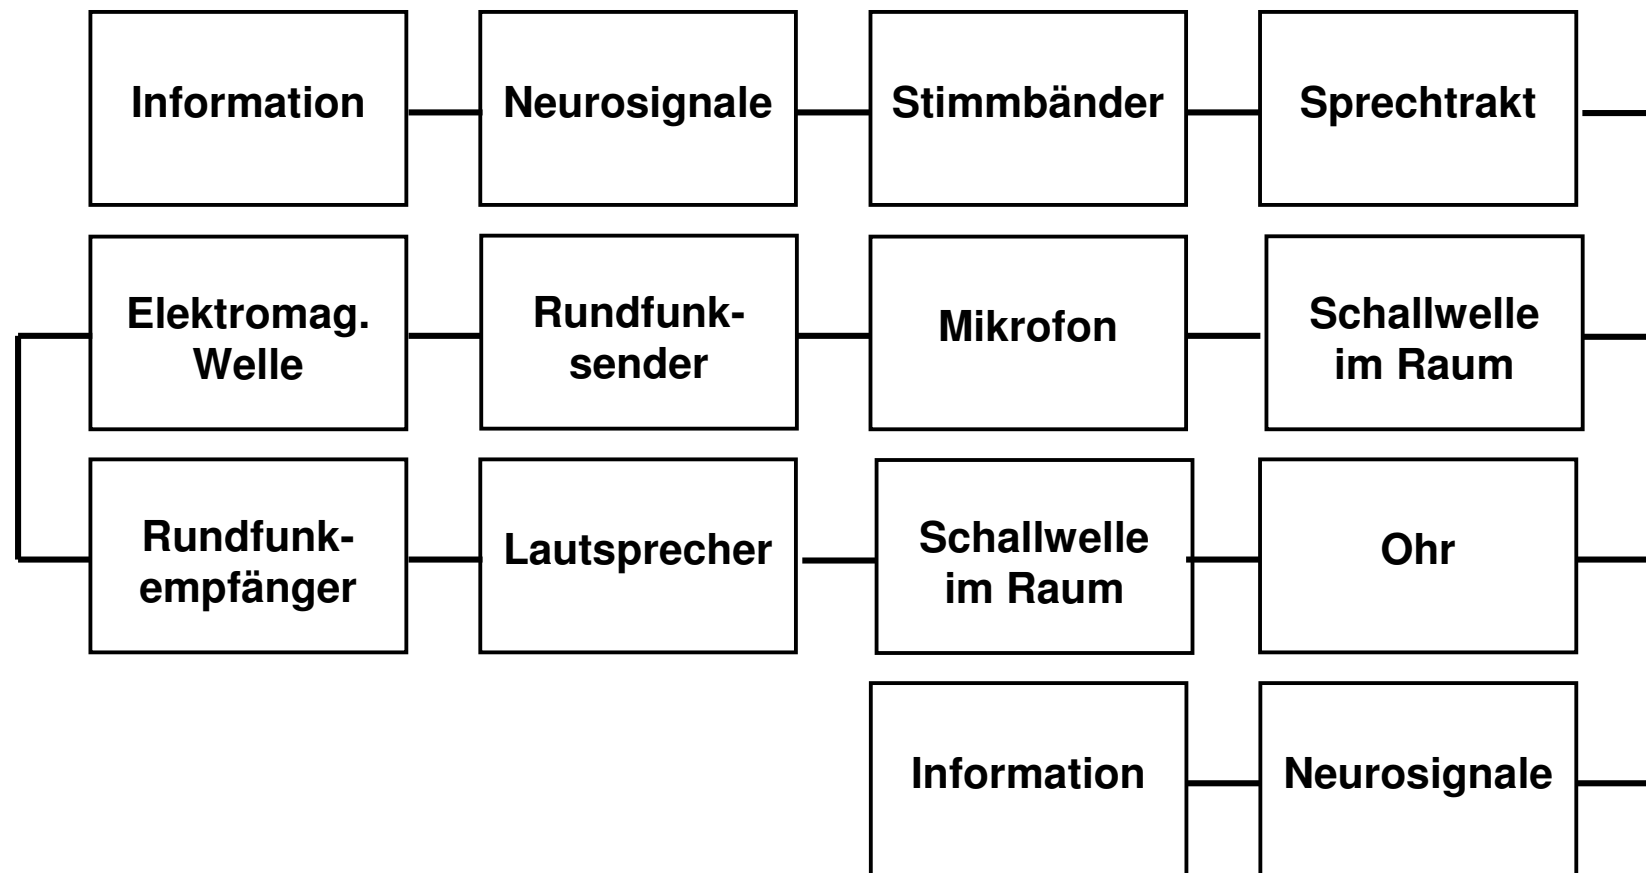 Information
Neurosignale
Stimmbänder
Sprechtrakt
Elektromag.
Welle
Rundfunk-
sender
Mikrofon
Schallwelle
im Raum
Rundfunk-
empfänger
Lautsprecher
Schallwelle
im Raum
Ohr
Information
Neurosignale